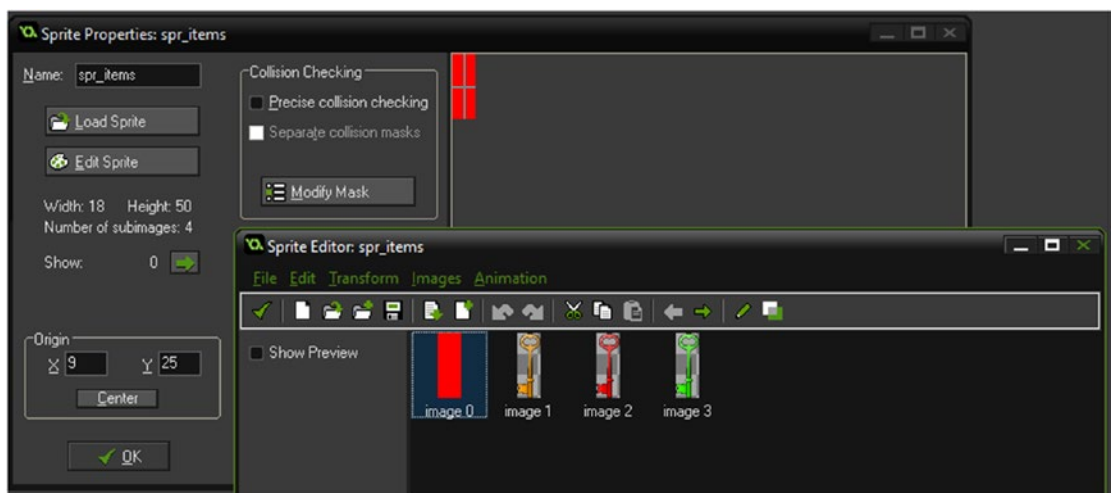 Sprite Properties: spr_items
Name: spr_items
Load Sprite
Edit Sprite
Width: 18 Height: 50
Number of subimages: 4
Show: 0
Origin
X 9 Y 25
Center
OK
Collision Checking
Precise collision checking
Separate collision masks
Modify Mask
Sprite Editor: spr_items
File Edit Transform Images Animation
Show Preview
image 0 image 1 image 2 image 3